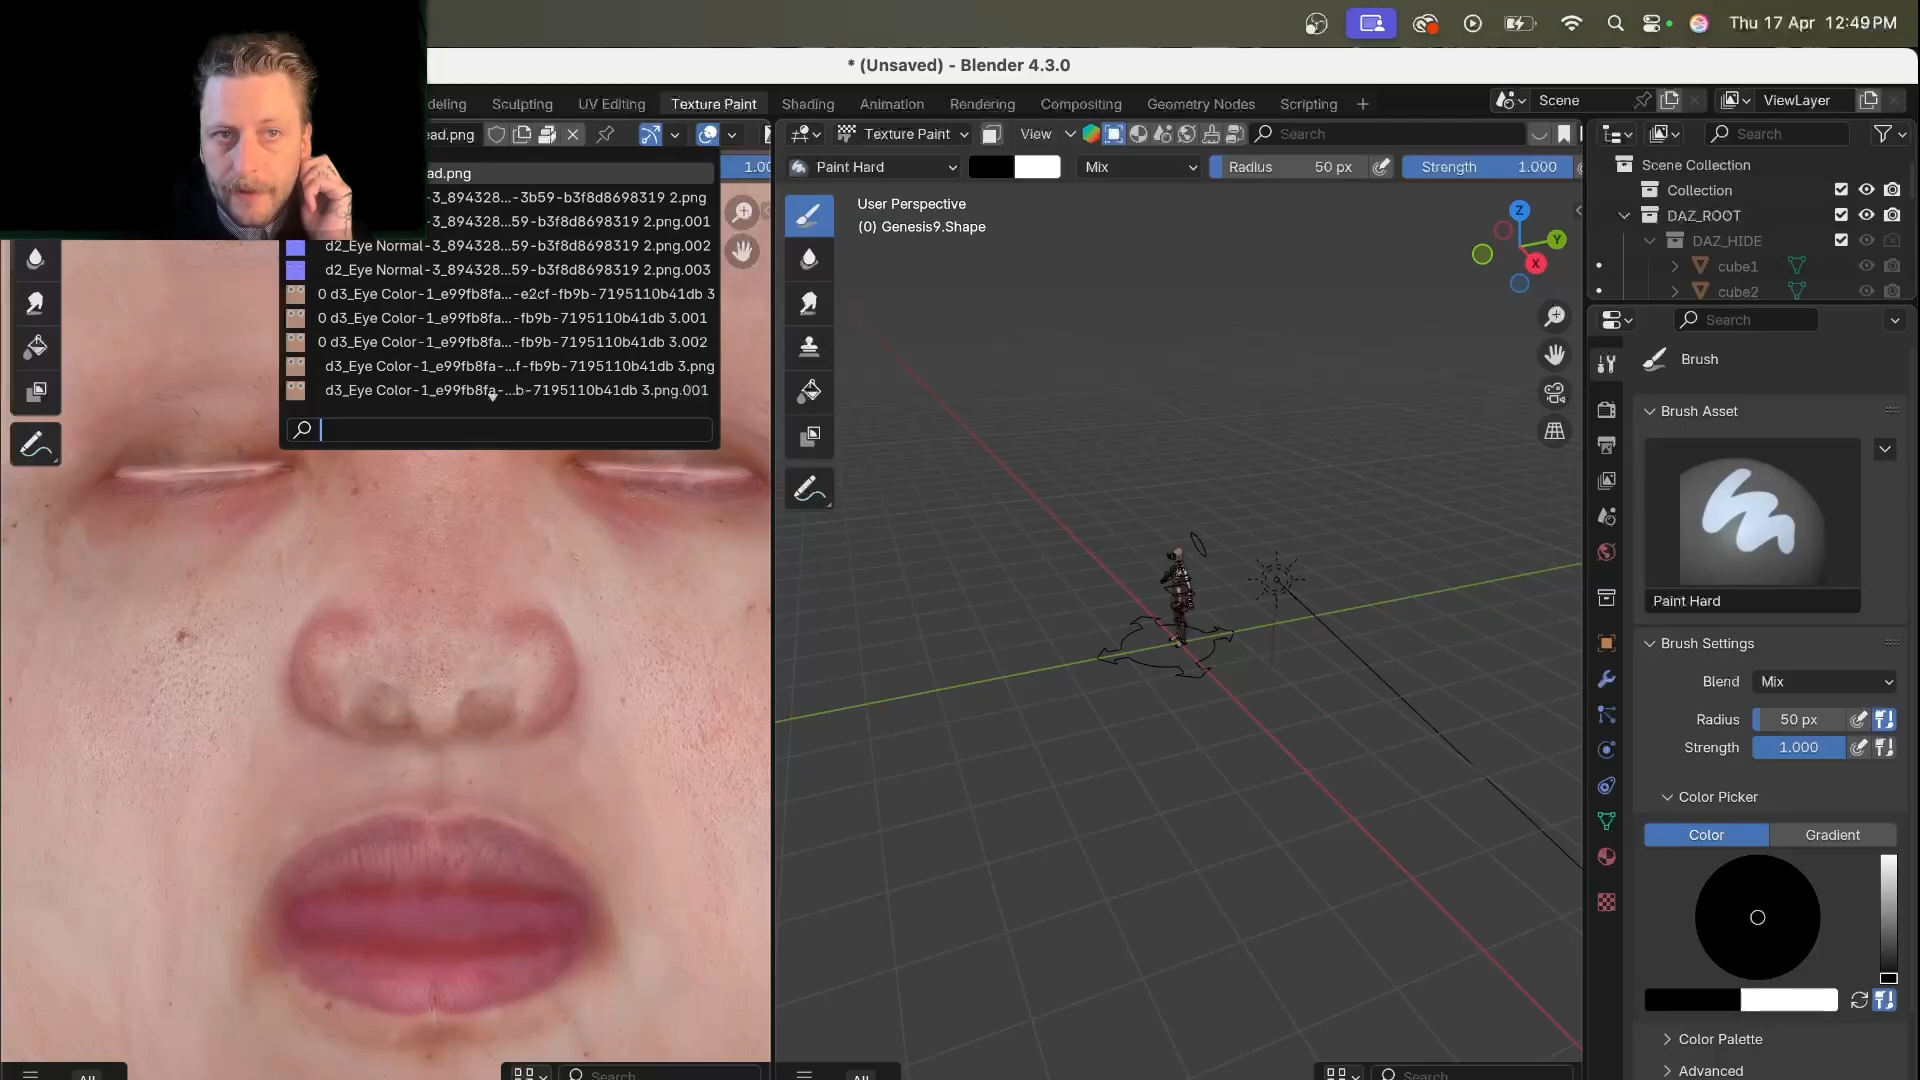 Thu 17 Apr 12:49 PM
* (Unsaved) - Blender 4.3.0
deling Sculpting UV Editing Texture Paint Shading Animation Rendering Compositing Geometry Nodes Scripting + Scene ViewLayer
ead.png Texture Paint View Search Search
1.00 Paint Hard Mix Radius 50 px Strength 1.000
Scene Collection
Collection
DAZ_ROOT
DAZ_HIDE
cube1
cube2
ead.png
-3_894328...-3b59-b3f8d8698319 2.png
-3_894328...59-b3f8d8698319 2.png.001
d2_Eye Normal-3_894328...59-b3f8d8698319 2.png.002
d2_Eye Normal-3_894328...59-b3f8d8698319 2.png.003
0 d3_Eye Color-1_e99fb8fa...-e2cf-fb9b-7195110b41db 3
0 d3_Eye Color-1_e99fb8fa...-fb9b-7195110b41db 3.001
0 d3_Eye Color-1_e99fb8fa...-fb9b-7195110b41db 3.002
d3_Eye Color-1_e99fb8fa-...f-fb9b-7195110b41db 3.png
d3_Eye Color-1_e99fb8fa-...b-7195110b41db 3.png.001
User Perspective
(0) Genesis9.Shape
Z
Y
X
Search
Brush
Brush Asset
Paint Hard
Brush Settings
Blend Mix
Radius 50 px
Strength 1.000
Color Picker
Color Gradient
Color Palette
Advanced
All Search All Search